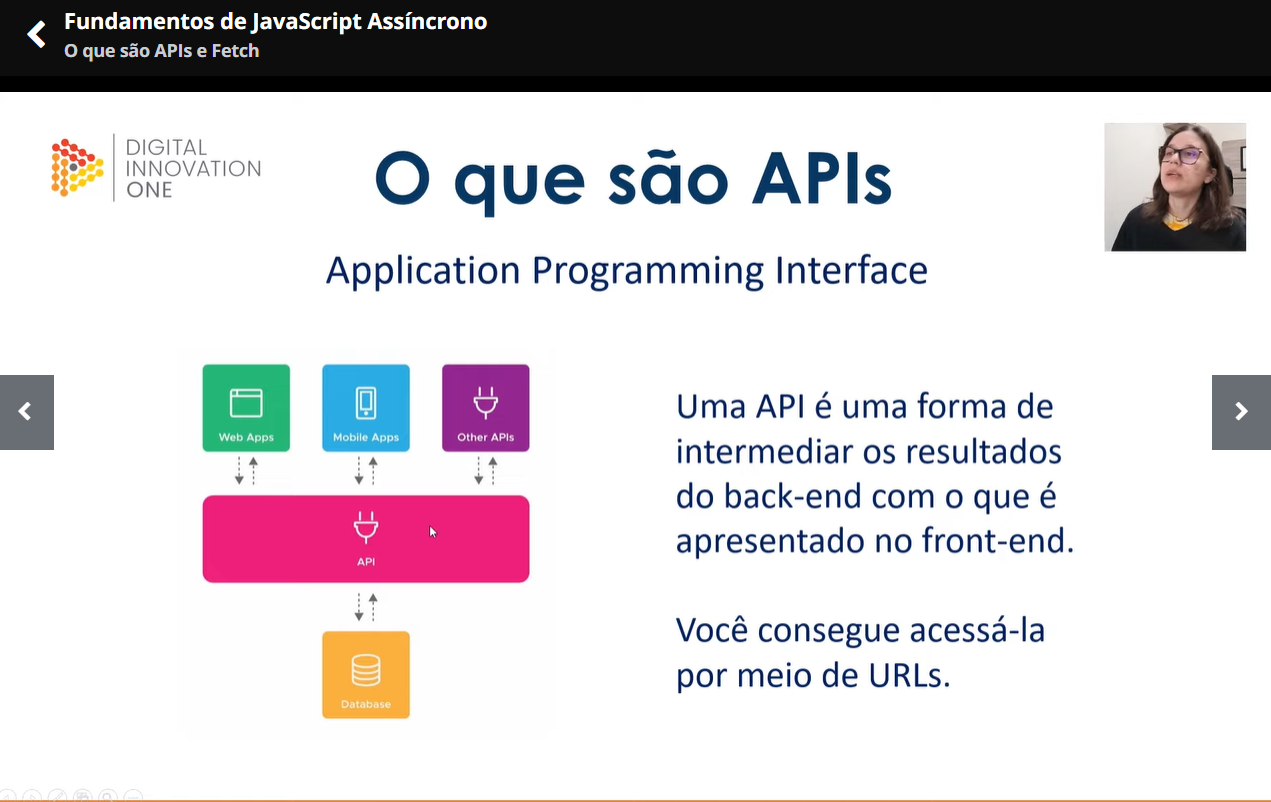 Fundamentos de JavaScript Assíncrono
O que são APIs e Fetch
DIGITAL
INNOVATION
ONE
O que são APIs
Application Programming Interface
Web Apps
Mobile Apps
Other APIs
API
Database
Uma API é uma forma de
intermediar os resultados
do back-end com o que é
apresentado no front-end.
Você consegue acessá-la
por meio de URLs.